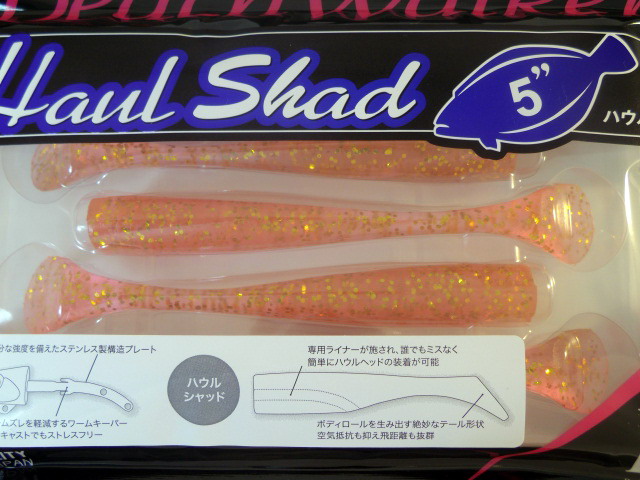 Haul Shad
5"
ハウル
分な強度を備えたステンレス製構造プレート
専用ライナーが施され、誰でもミスなく
簡単にハウルヘッドの装着が可能
ハウル
シャッド
ームズレを軽減するワームキーパー
キャストでもストレスフリー
ボディロールを生み出す絶妙なテール形状
空気抵抗も抑え飛距離も抜群